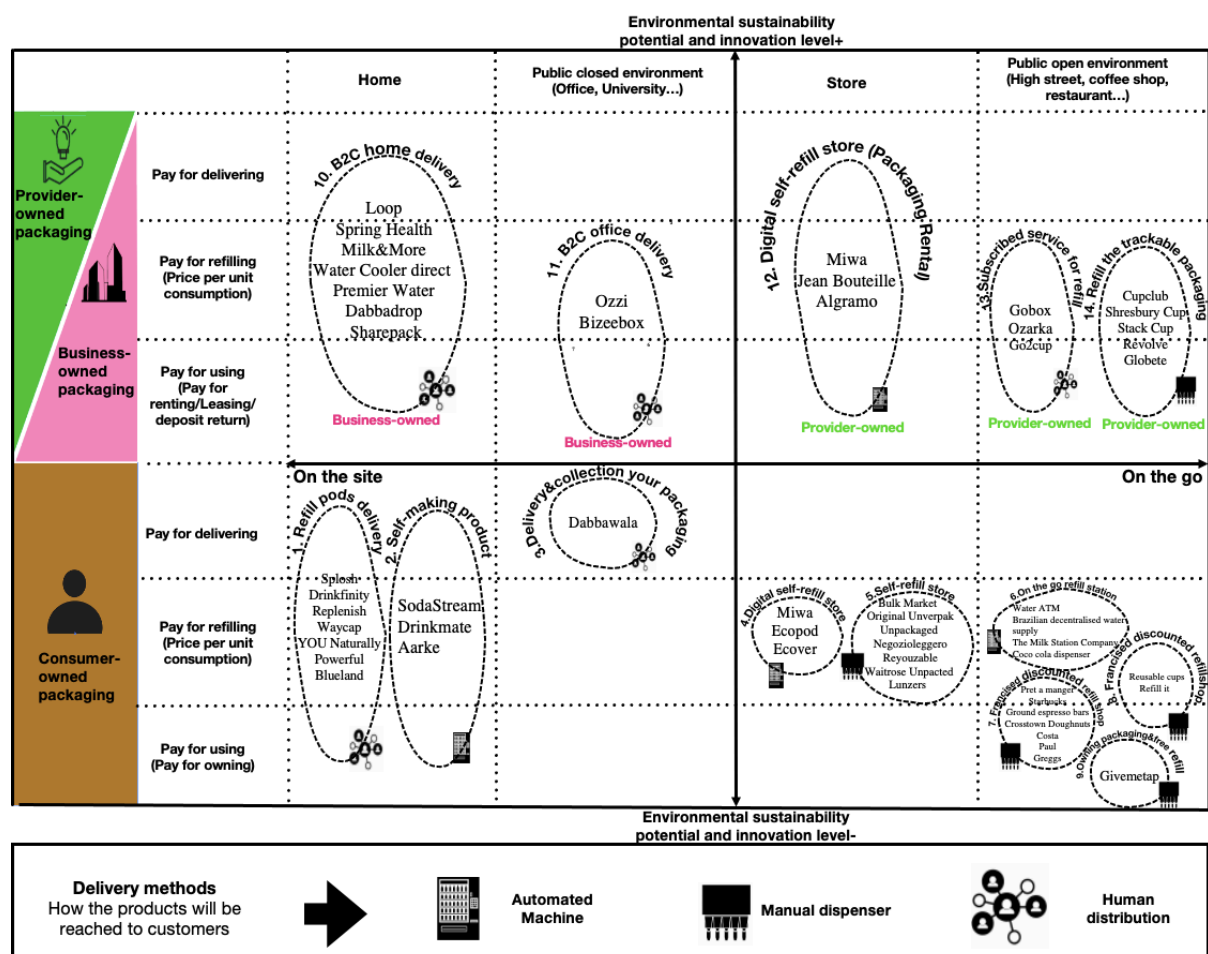 Environmental sustainability
potential and innovation level+
Home
Public closed environment
(Office, University...)
Store
Public open environment
(High street, coffee shop,
restaurant...)
Provider-
owned
packaging
Business-
owned
packaging
Pay for delivering
Pay for refilling
(Price per unit
consumption)
Pay for using
(Pay for
renting/Leasing/
deposit return)
10. B2C home delivery
Loop
Spring Health
Milk&More
Water Cooler direct
Premier Water
Dabbadrop
Sharepack
Business-owned
11. B2C office delivery
Ozzi
Bizeebox
Business-owned
12. Digital self-refill store (Packaging Rental)
Miwa
Jean Bouteille
Algramo
Provider-owned
13.Subscribed service for refill
Gobox
Ozarka
Go2cup
Provider-owned
14. Refill the trackable packaging
Cupclub
Shresbury Cup
Stack Cup
Revolve
Globete
Provider-owned
On the site
On the go
Consumer-
owned
packaging
Pay for delivering
Pay for refilling
(Price per unit
consumption)
Pay for using
(Pay for owning)
1. Refill pods delivery
Splosh
Drinkfinity
Replenish
Waycap
YOU Naturally
Powerful
Blueland
2. Self-making product
SodaStream
Drinkmate
Aarke
3.Delivery&collection your packaging
Dabbawala
4.Digital self-refill store
Miwa
Ecopod
Ecover
5.Self-refill store
Bulk Market
Original Unverpak
Unpackaged
Negozioleggero
Reyouzable
Waitrose Unpacted
Lunzers
6.On the go refill station
Water ATM
Brazilian decentralised water
supply
The Milk Station Company
Coco cola dispenser
7. Francised discounted refill shop
Pret a manger
Starbucks
Ground espresso bars
Crosstown Doughnuts
Costa
Paul
Greggs
8. Francised discounted refillshop.
Reusable cups
Refill it
9.Owning packaging&free refill
Givemetap
Environmental sustainability
potential and innovation level-
Delivery methods
How the products will be
reached to customers
Automated
Machine
Manual dispenser
Human
distribution